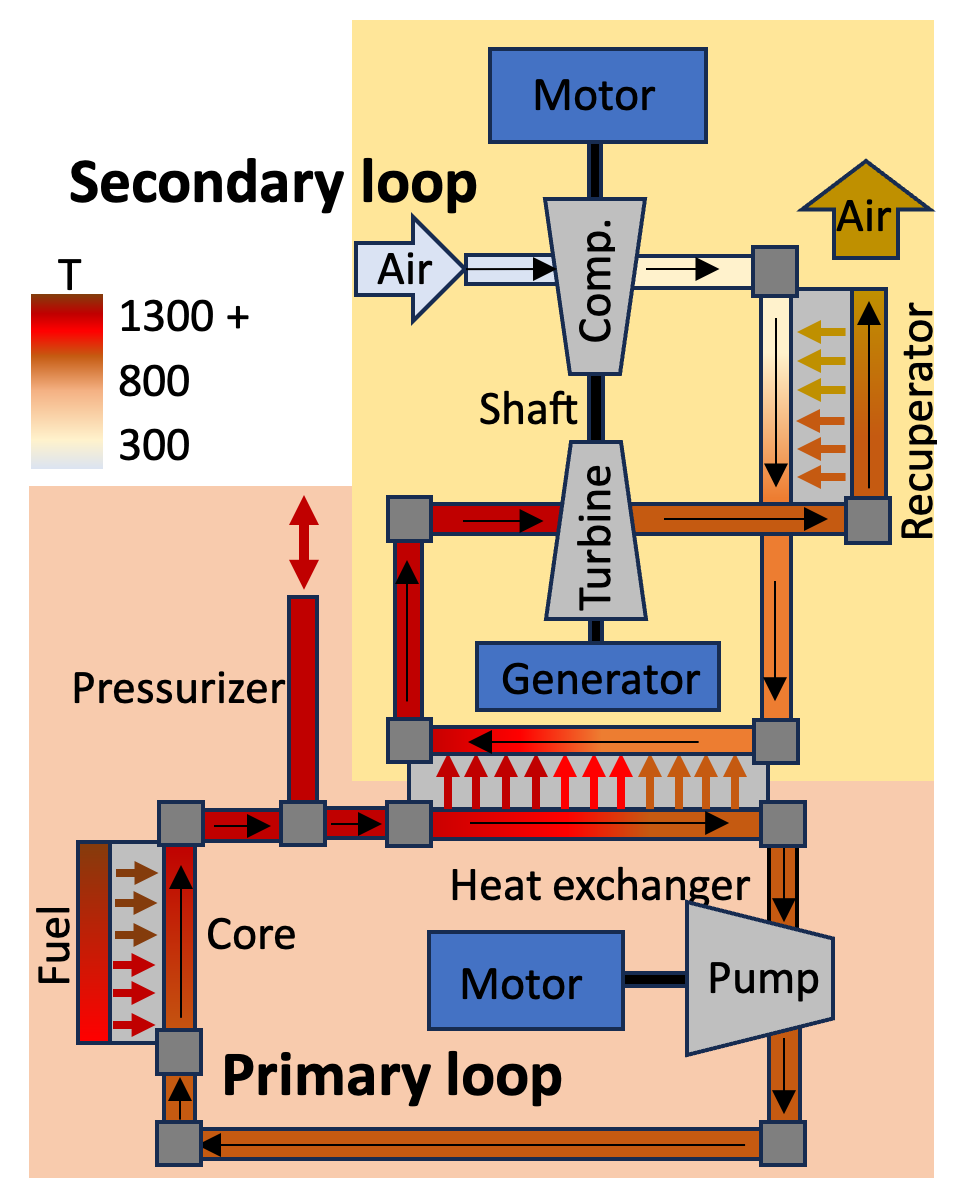 Motor
Secondary loop
Air
Air
Comp.
T
1300 +
800
300
Shaft
Recuperator
Turbine
Generator
Pressurizer
Heat exchanger
Fuel
Core
Motor
Pump
Primary loop